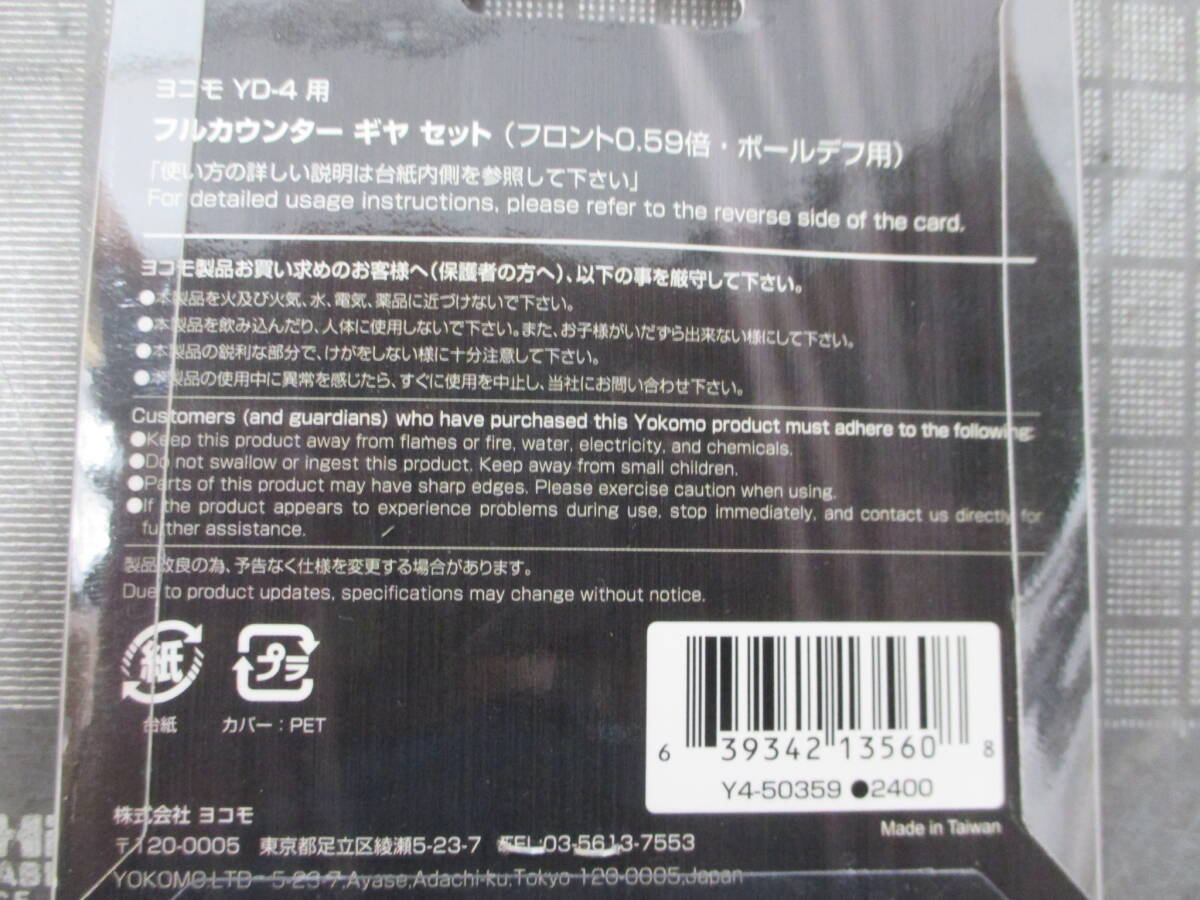 ヨコモ YD-4 用
フルカウンター ギヤ セット（フロント0.59倍・ボールデフ用）
「使い方の詳しい説明は台紙内側を参照して下さい」
For detailed usage instructions, please refer to the reverse side of the card.
ヨコモ製品お買い求めのお客様へ（保護者の方へ）、以下の事を厳守して下さい。
●本製品を火及び火気、水、電気、薬品に近づけないで下さい。
●本製品を飲み込んだり、人体に使用しないで下さい。また、お子様がいたずら出来ない様にして下さい。
●本製品の鋭利な部分で、けがをしない様に十分注意して下さい。
●本製品の使用中に異常を感じたら、すぐに使用を中止し、当社にお問い合わせ下さい。
Customers (and guardians) who have purchased this Yokomo product must adhere to the following:
●Keep this product away from flames or fire, water, electricity, and chemicals.
●Do not swallow or ingest this product. Keep away from small children.
●Parts of this product may have sharp edges. Please exercise caution when using.
●If the product appears to experience problems during use, stop immediately, and contact us directly for
further assistance.
製品改良の為、予告なく仕様を変更する場合があります。
Due to product updates, specifications may change without notice.
紙 プラ
台紙 カバー：PET
6 39342 13560 8
Y4-50359 ●2400
Made in Taiwan
株式会社 ヨコモ
〒120-0005 東京都足立区綾瀬5-23-7 TEL:03-5613-7553
YOKOMO.LTD 5-23-7,Ayase,Adachi-ku,Tokyo 120-0005,Japan